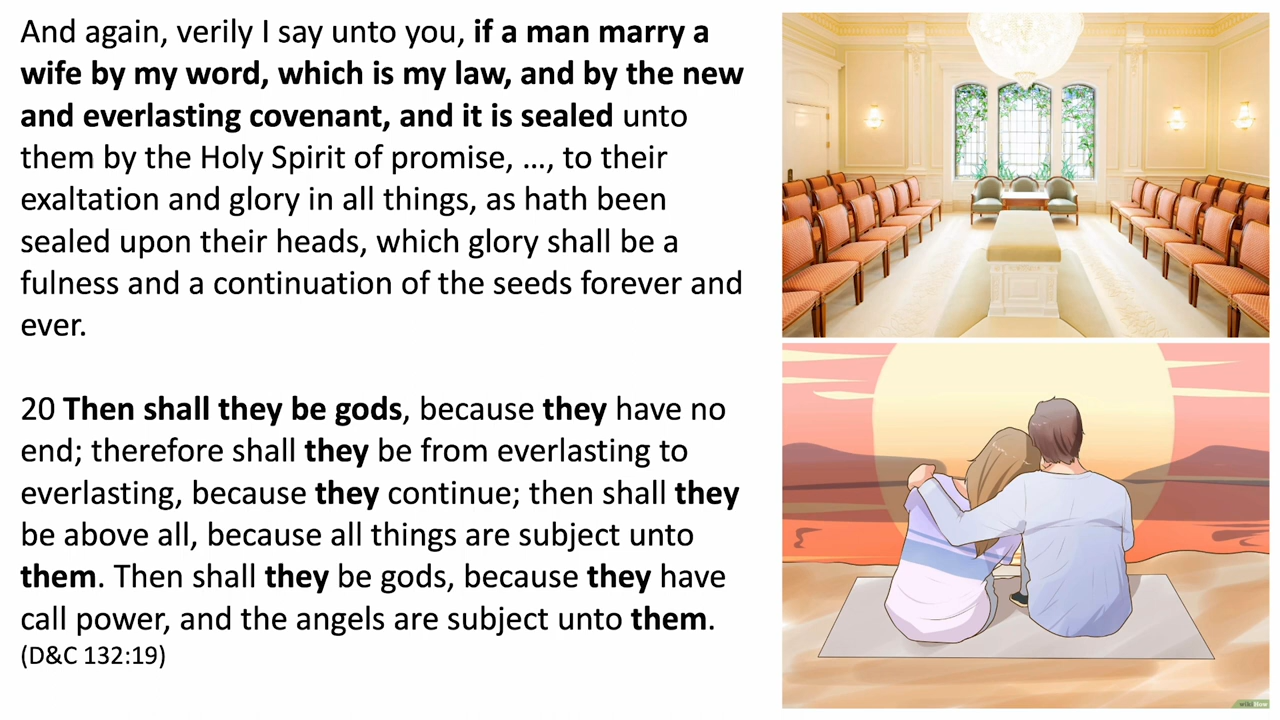 And again, verily I say unto you, if a man marry a
wife by my word, which is my law, and by the new
and everlasting covenant, and it is sealed unto
them by the Holy Spirit of promise, …, to their
exaltation and glory in all things, as hath been
sealed upon their heads, which glory shall be a
fulness and a continuation of the seeds forever and
ever.
20 Then shall they be gods, because they have no
end; therefore shall they be from everlasting to
everlasting, because they continue; then shall they
be above all, because all things are subject unto
them. Then shall they be gods, because they have
call power, and the angels are subject unto them.
(D&C 132:19)
wikiHow